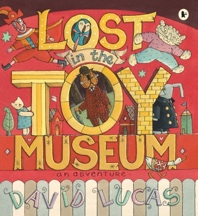 LOST
in the
TOY
MUSEUM
an adventure
DAVID LUCAS